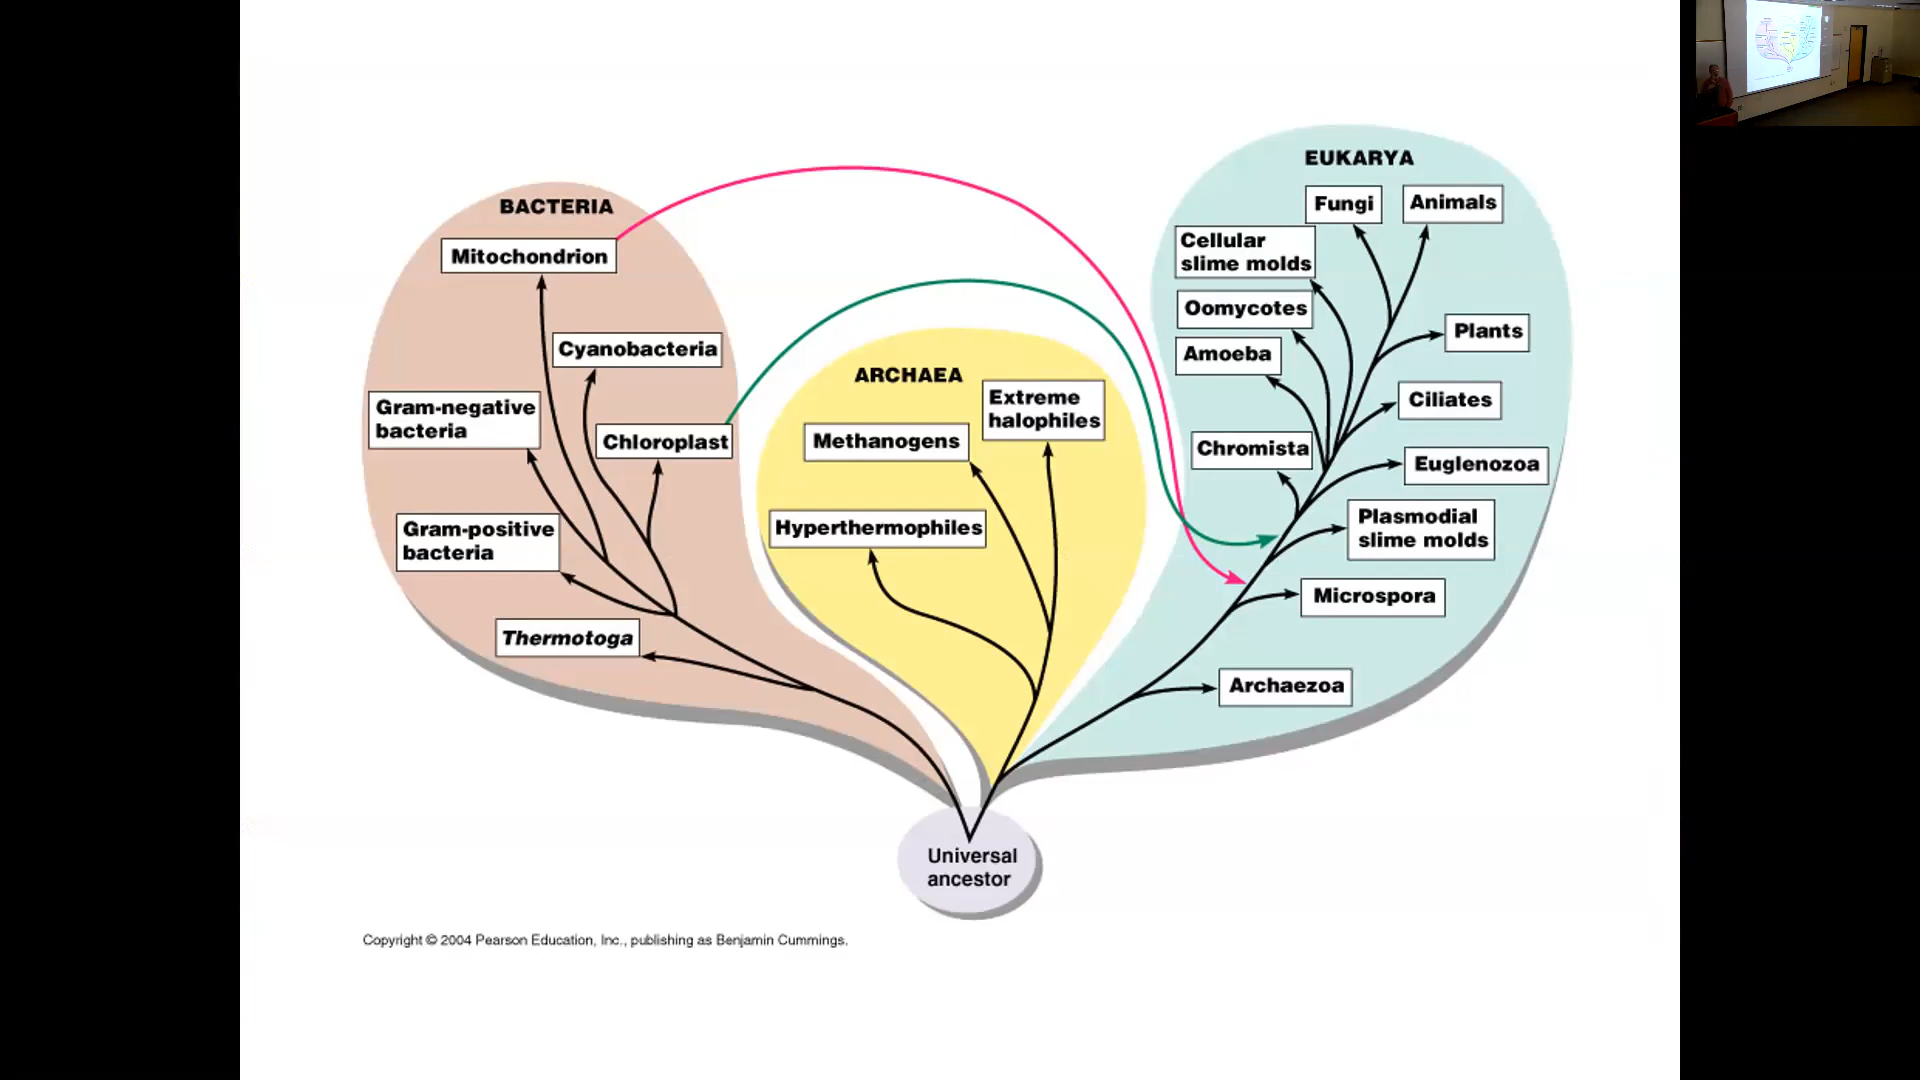 BACTERIA
Mitochondrion
Cyanobacteria
Gram-negative
bacteria
Chloroplast
Gram-positive
bacteria
Thermotoga
ARCHAEA
Extreme
halophiles
Methanogens
Hyperthermophiles
EUKARYA
Fungi
Animals
Cellular
slime molds
Oomycotes
Plants
Amoeba
Ciliates
Chromista
Euglenozoa
Plasmodial
slime molds
Microspora
Archaezoa
Universal
ancestor
Copyright © 2004 Pearson Education, Inc., publishing as Benjamin Cummings.